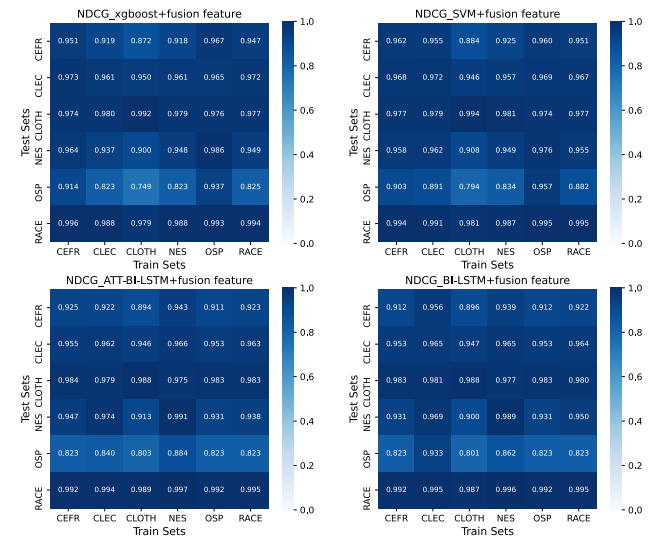 NDCG_xgboost+fusion feature
CEFR 0.951 0.919 0.872 0.918 0.967 0.947
CLEC 0.973 0.961 0.950 0.961 0.965 0.972
CLOTH 0.974 0.980 0.992 0.979 0.976 0.977
NES 0.964 0.937 0.900 0.948 0.986 0.949
OSP 0.914 0.823 0.749 0.823 0.937 0.825
RACE 0.996 0.988 0.979 0.988 0.993 0.994
CEFR CLEC CLOTH NES OSP RACE
Train Sets
Test Sets
1.0
0.8
0.6
0.4
0.2
0.0
NDCG_SVM+fusion feature
CEFR 0.962 0.955 0.884 0.925 0.960 0.951
CLEC 0.968 0.972 0.946 0.957 0.969 0.967
CLOTH 0.977 0.979 0.994 0.981 0.974 0.977
NES 0.958 0.962 0.908 0.949 0.976 0.955
OSP 0.903 0.891 0.794 0.834 0.957 0.882
RACE 0.994 0.991 0.981 0.987 0.995 0.995
CEFR CLEC CLOTH NES OSP RACE
Train Sets
Test Sets
1.0
0.8
0.6
0.4
0.2
0.0
NDCG_ATT-BI-LSTM+fusion feature
CEFR 0.925 0.922 0.894 0.943 0.911 0.923
CLEC 0.955 0.962 0.946 0.966 0.953 0.963
CLOTH 0.984 0.979 0.988 0.975 0.983 0.983
NES 0.947 0.974 0.913 0.991 0.931 0.938
OSP 0.823 0.840 0.803 0.884 0.823 0.823
RACE 0.992 0.994 0.989 0.997 0.992 0.995
CEFR CLEC CLOTH NES OSP RACE
Train Sets
Test Sets
1.0
0.8
0.6
0.4
0.2
0.0
NDCG_BI-LSTM+fusion feature
CEFR 0.912 0.956 0.896 0.939 0.912 0.922
CLEC 0.953 0.965 0.947 0.965 0.953 0.964
CLOTH 0.983 0.981 0.988 0.977 0.983 0.980
NES 0.931 0.969 0.900 0.989 0.931 0.950
OSP 0.823 0.933 0.801 0.862 0.823 0.823
RACE 0.992 0.995 0.987 0.996 0.992 0.995
CEFR CLEC CLOTH NES OSP RACE
Train Sets
Test Sets
1.0
0.8
0.6
0.4
0.2
0.0